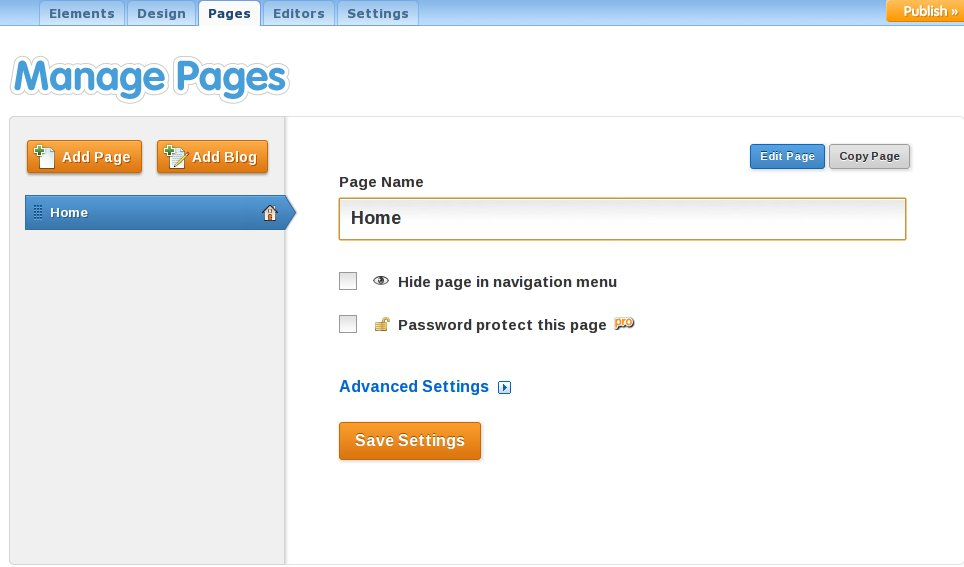 Elements Design Pages Editors Settings Publish »
Manage Pages
Add Page Add Blog
Edit Page Copy Page
Page Name
Home
Home
Hide page in navigation menu
Password protect this page pro
Advanced Settings
Save Settings